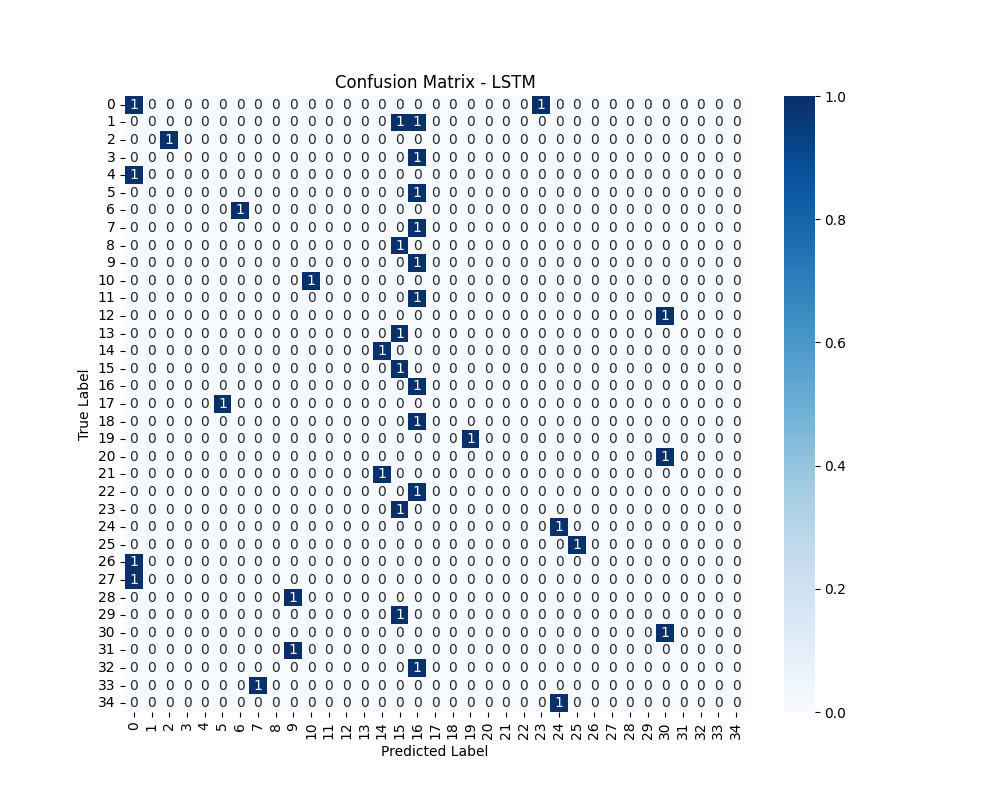 Confusion Matrix - LSTM
0 1 0 0 0 0 0 0 0 0 0 0 0 0 0 0 0 0 0 0 0 0 0 0 1 0 0 0 0 0 0 0 0 0 0 0
1 0 0 0 0 0 0 0 0 0 0 0 0 0 0 0 1 1 0 0 0 0 0 0 0 0 0 0 0 0 0 0 0 0 0 0
2 0 0 1 0 0 0 0 0 0 0 0 0 0 0 0 0 0 0 0 0 0 0 0 0 0 0 0 0 0 0 0 0 0 0 0
3 0 0 0 0 0 0 0 0 0 0 0 0 0 0 0 0 1 0 0 0 0 0 0 0 0 0 0 0 0 0 0 0 0 0 0
4 1 0 0 0 0 0 0 0 0 0 0 0 0 0 0 0 0 0 0 0 0 0 0 0 0 0 0 0 0 0 0 0 0 0 0
5 0 0 0 0 0 0 0 0 0 0 0 0 0 0 0 0 1 0 0 0 0 0 0 0 0 0 0 0 0 0 0 0 0 0 0
6 0 0 0 0 0 0 1 0 0 0 0 0 0 0 0 0 0 0 0 0 0 0 0 0 0 0 0 0 0 0 0 0 0 0 0
7 0 0 0 0 0 0 0 0 0 0 0 0 0 0 0 0 1 0 0 0 0 0 0 0 0 0 0 0 0 0 0 0 0 0 0
8 0 0 0 0 0 0 0 0 0 0 0 0 0 0 0 1 0 0 0 0 0 0 0 0 0 0 0 0 0 0 0 0 0 0 0
9 0 0 0 0 0 0 0 0 0 0 0 0 0 0 0 0 1 0 0 0 0 0 0 0 0 0 0 0 0 0 0 0 0 0 0
10 0 0 0 0 0 0 0 0 0 0 1 0 0 0 0 0 0 0 0 0 0 0 0 0 0 0 0 0 0 0 0 0 0 0 0
11 0 0 0 0 0 0 0 0 0 0 0 0 0 0 0 0 1 0 0 0 0 0 0 0 0 0 0 0 0 0 0 0 0 0 0
12 0 0 0 0 0 0 0 0 0 0 0 0 0 0 0 0 0 0 0 0 0 0 0 0 0 0 0 0 0 0 1 0 0 0 0
13 0 0 0 0 0 0 0 0 0 0 0 0 0 0 0 1 0 0 0 0 0 0 0 0 0 0 0 0 0 0 0 0 0 0 0
14 0 0 0 0 0 0 0 0 0 0 0 0 0 0 1 0 0 0 0 0 0 0 0 0 0 0 0 0 0 0 0 0 0 0 0
15 0 0 0 0 0 0 0 0 0 0 0 0 0 0 0 1 0 0 0 0 0 0 0 0 0 0 0 0 0 0 0 0 0 0 0
16 0 0 0 0 0 0 0 0 0 0 0 0 0 0 0 0 1 0 0 0 0 0 0 0 0 0 0 0 0 0 0 0 0 0 0
17 0 0 0 0 0 1 0 0 0 0 0 0 0 0 0 0 0 0 0 0 0 0 0 0 0 0 0 0 0 0 0 0 0 0 0
18 0 0 0 0 0 0 0 0 0 0 0 0 0 0 0 0 1 0 0 0 0 0 0 0 0 0 0 0 0 0 0 0 0 0 0
19 0 0 0 0 0 0 0 0 0 0 0 0 0 0 0 0 0 0 0 1 0 0 0 0 0 0 0 0 0 0 0 0 0 0 0
20 0 0 0 0 0 0 0 0 0 0 0 0 0 0 0 0 0 0 0 0 0 0 0 0 0 0 0 0 0 0 1 0 0 0 0
21 0 0 0 0 0 0 0 0 0 0 0 0 0 0 1 0 0 0 0 0 0 0 0 0 0 0 0 0 0 0 0 0 0 0 0
22 0 0 0 0 0 0 0 0 0 0 0 0 0 0 0 0 1 0 0 0 0 0 0 0 0 0 0 0 0 0 0 0 0 0 0
23 0 0 0 0 0 0 0 0 0 0 0 0 0 0 0 1 0 0 0 0 0 0 0 0 0 0 0 0 0 0 0 0 0 0 0
24 0 0 0 0 0 0 0 0 0 0 0 0 0 0 0 0 0 0 0 0 0 0 0 0 1 0 0 0 0 0 0 0 0 0 0
25 0 0 0 0 0 0 0 0 0 0 0 0 0 0 0 0 0 0 0 0 0 0 0 0 0 1 0 0 0 0 0 0 0 0 0
26 1 0 0 0 0 0 0 0 0 0 0 0 0 0 0 0 0 0 0 0 0 0 0 0 0 0 0 0 0 0 0 0 0 0 0
27 1 0 0 0 0 0 0 0 0 0 0 0 0 0 0 0 0 0 0 0 0 0 0 0 0 0 0 0 0 0 0 0 0 0 0
28 0 0 0 0 0 0 0 0 0 1 0 0 0 0 0 0 0 0 0 0 0 0 0 0 0 0 0 0 0 0 0 0 0 0 0
29 0 0 0 0 0 0 0 0 0 0 0 0 0 0 0 1 0 0 0 0 0 0 0 0 0 0 0 0 0 0 0 0 0 0 0
30 0 0 0 0 0 0 0 0 0 0 0 0 0 0 0 0 0 0 0 0 0 0 0 0 0 0 0 0 0 0 1 0 0 0 0
31 0 0 0 0 0 0 0 0 0 1 0 0 0 0 0 0 0 0 0 0 0 0 0 0 0 0 0 0 0 0 0 0 0 0 0
32 0 0 0 0 0 0 0 0 0 0 0 0 0 0 0 0 1 0 0 0 0 0 0 0 0 0 0 0 0 0 0 0 0 0 0
33 0 0 0 0 0 0 0 1 0 0 0 0 0 0 0 0 0 0 0 0 0 0 0 0 0 0 0 0 0 0 0 0 0 0 0
34 0 0 0 0 0 0 0 0 0 0 0 0 0 0 0 0 0 0 0 0 0 0 0 0 1 0 0 0 0 0 0 0 0 0 0
0 1 2 3 4 5 6 7 8 9 10 11 12 13 14 15 16 17 18 19 20 21 22 23 24 25 26 27 28 29 30 31 32 33 34
Predicted Label
True Label
1.0
0.8
0.6
0.4
0.2
0.0